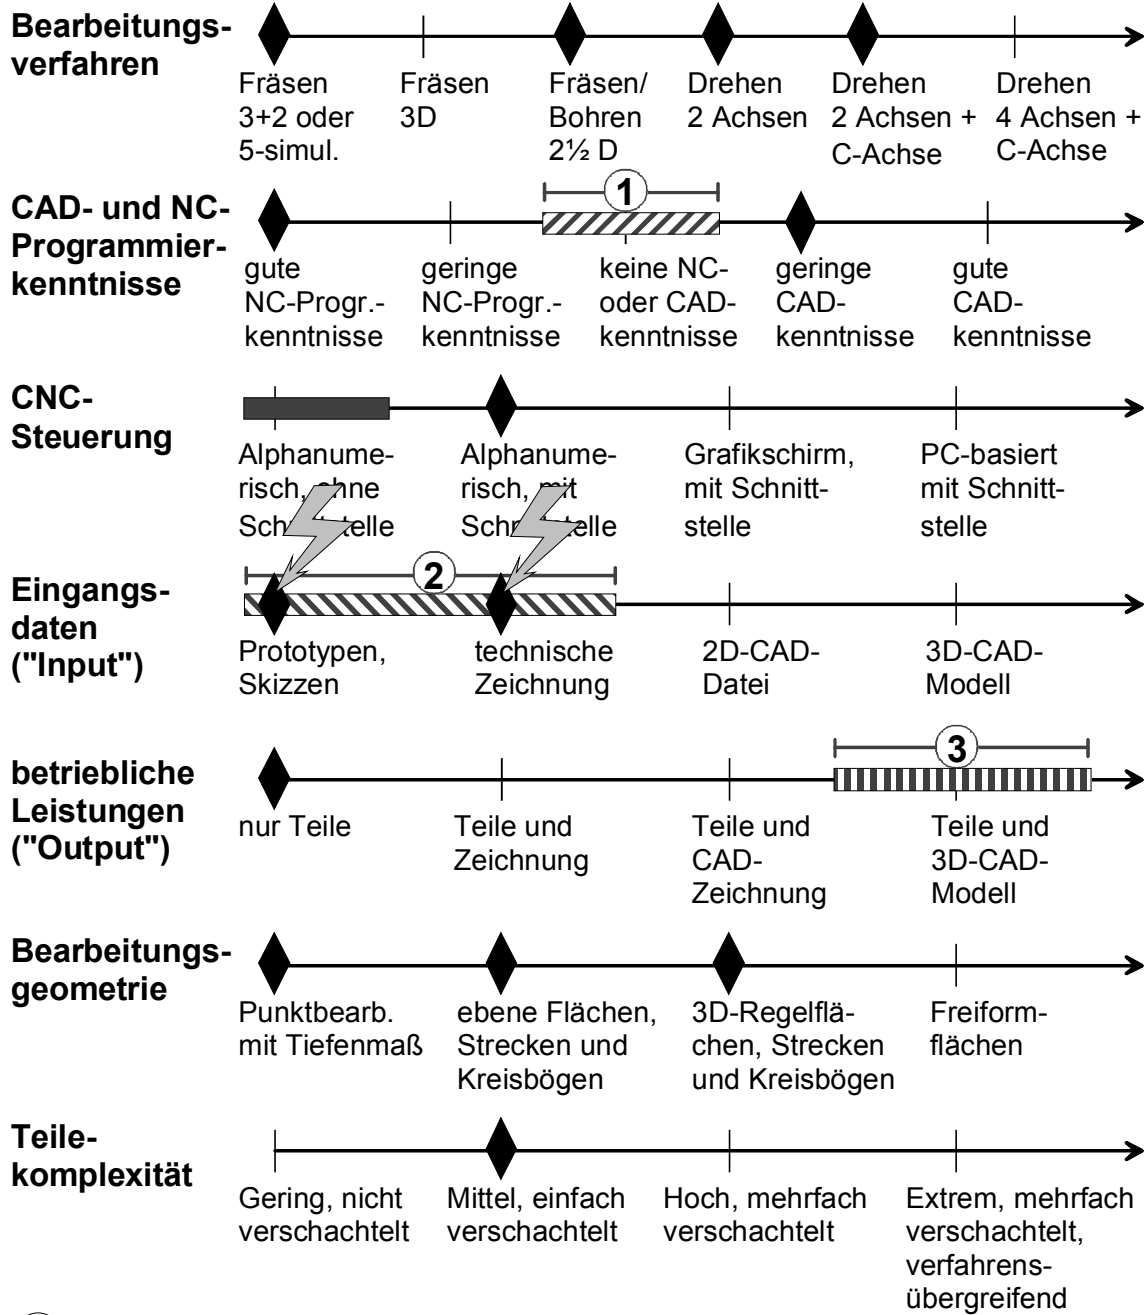 Bearbeitungs-
verfahren
Fräsen
3+2 oder
5-simul.
Fräsen
3D
Fräsen/
Bohren
2½ D
Drehen
2 Achsen
Drehen
2 Achsen +
C-Achse
Drehen
4 Achsen +
C-Achse
CAD- und NC-
Programmier-
kenntnisse
1
gute
NC-Progr.-
kenntnisse
geringe
NC-Progr.-
kenntnisse
keine NC-
oder CAD-
kenntnisse
geringe
CAD-
kenntnisse
gute
CAD-
kenntnisse
CNC-
Steuerung
Alphanume-
risch, ohne
Schnittstelle
Alphanume-
risch, mit
Schnittstelle
Grafikschirm,
mit Schnitt-
stelle
PC-basiert
mit Schnitt-
stelle
Eingangs-
daten
("Input")
2
Prototypen,
Skizzen
technische
Zeichnung
2D-CAD-
Datei
3D-CAD-
Modell
betriebliche
Leistungen
("Output")
3
nur Teile
Teile und
Zeichnung
Teile und
CAD-
Zeichnung
Teile und
3D-CAD-
Modell
Bearbeitungs-
geometrie
Punktbearb.
mit Tiefenmaß
ebene Flächen,
Strecken und
Kreisbögen
3D-Regelflä-
chen, Strecken
und Kreisbögen
Freiform-
flächen
Teile-
komplexität
Gering, nicht
verschachtelt
Mittel, einfach
verschachtelt
Hoch, mehrfach
verschachtelt
Extrem, mehrfach
verschachtelt,
verfahrens-
übergreifend